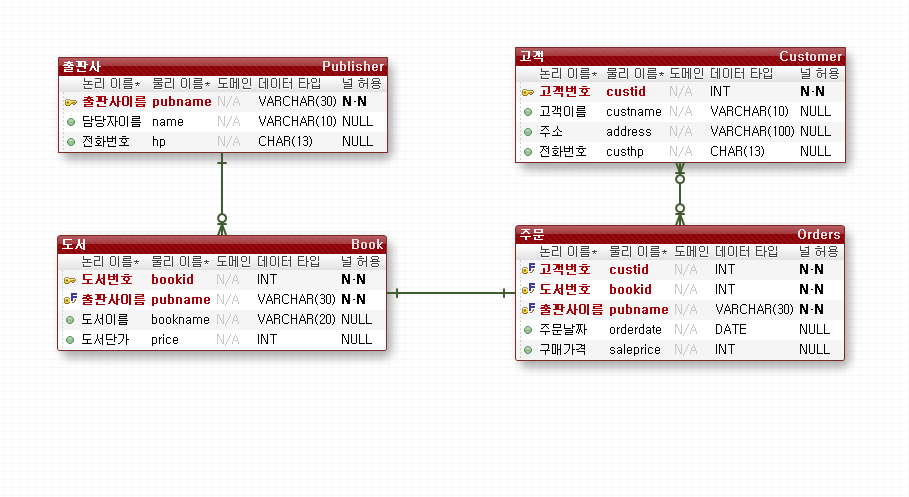 출판사 Publisher
논리 이름* 물리 이름* 도메인 데이터 타입 널 허용
출판사이름 pubname N/A VARCHAR(30) N·N
담당자이름 name N/A VARCHAR(10) NULL
전화번호 hp N/A CHAR(13) NULL
고객 Customer
논리 이름* 물리 이름* 도메인 데이터 타입 널 허용
고객번호 custid N/A INT N·N
고객이름 custname N/A VARCHAR(10) NULL
주소 address N/A VARCHAR(100) NULL
전화번호 custhp N/A CHAR(13) NULL
도서 Book
논리 이름* 물리 이름* 도메인 데이터 타입 널 허용
도서번호 bookid N/A INT N·N
출판사이름 pubname N/A VARCHAR(30) N·N
도서이름 bookname N/A VARCHAR(20) NULL
도서단가 price N/A INT NULL
주문 Orders
논리 이름* 물리 이름* 도메인 데이터 타입 널 허용
고객번호 custid N/A INT N·N
도서번호 bookid N/A INT N·N
출판사이름 pubname N/A VARCHAR(30) N·N
주문날짜 orderdate N/A DATE NULL
구매가격 saleprice N/A INT NULL